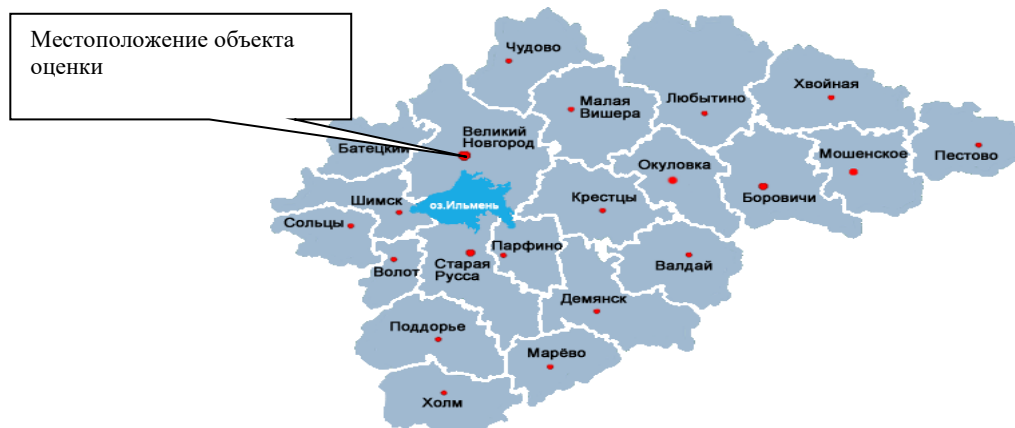 Местоположение объекта
оценки
Чудово
Хвойная
Малая
Вишера
Любытино
Великий
Новгород
Батецкий
Окуловка
Мошенское
Пестово
Шимск
оз.Ильмень
Крестцы
Боровичи
Сольцы
Парфино
Старая
Русса
Волот
Валдай
Демянск
Поддорье
Марёво
Холм